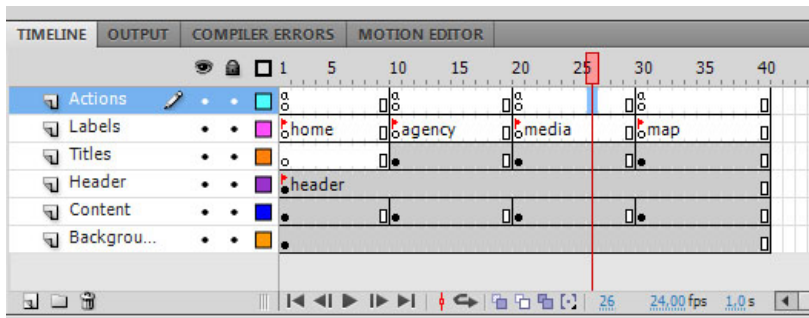 TIMELINE OUTPUT COMPILER ERRORS MOTION EDITOR
1 5 10 15 20 25 30 35 40
Actions
Labels home agency media map
Titles
Header header
Content
Backgrou...
26 24,00 fps 1,0 s